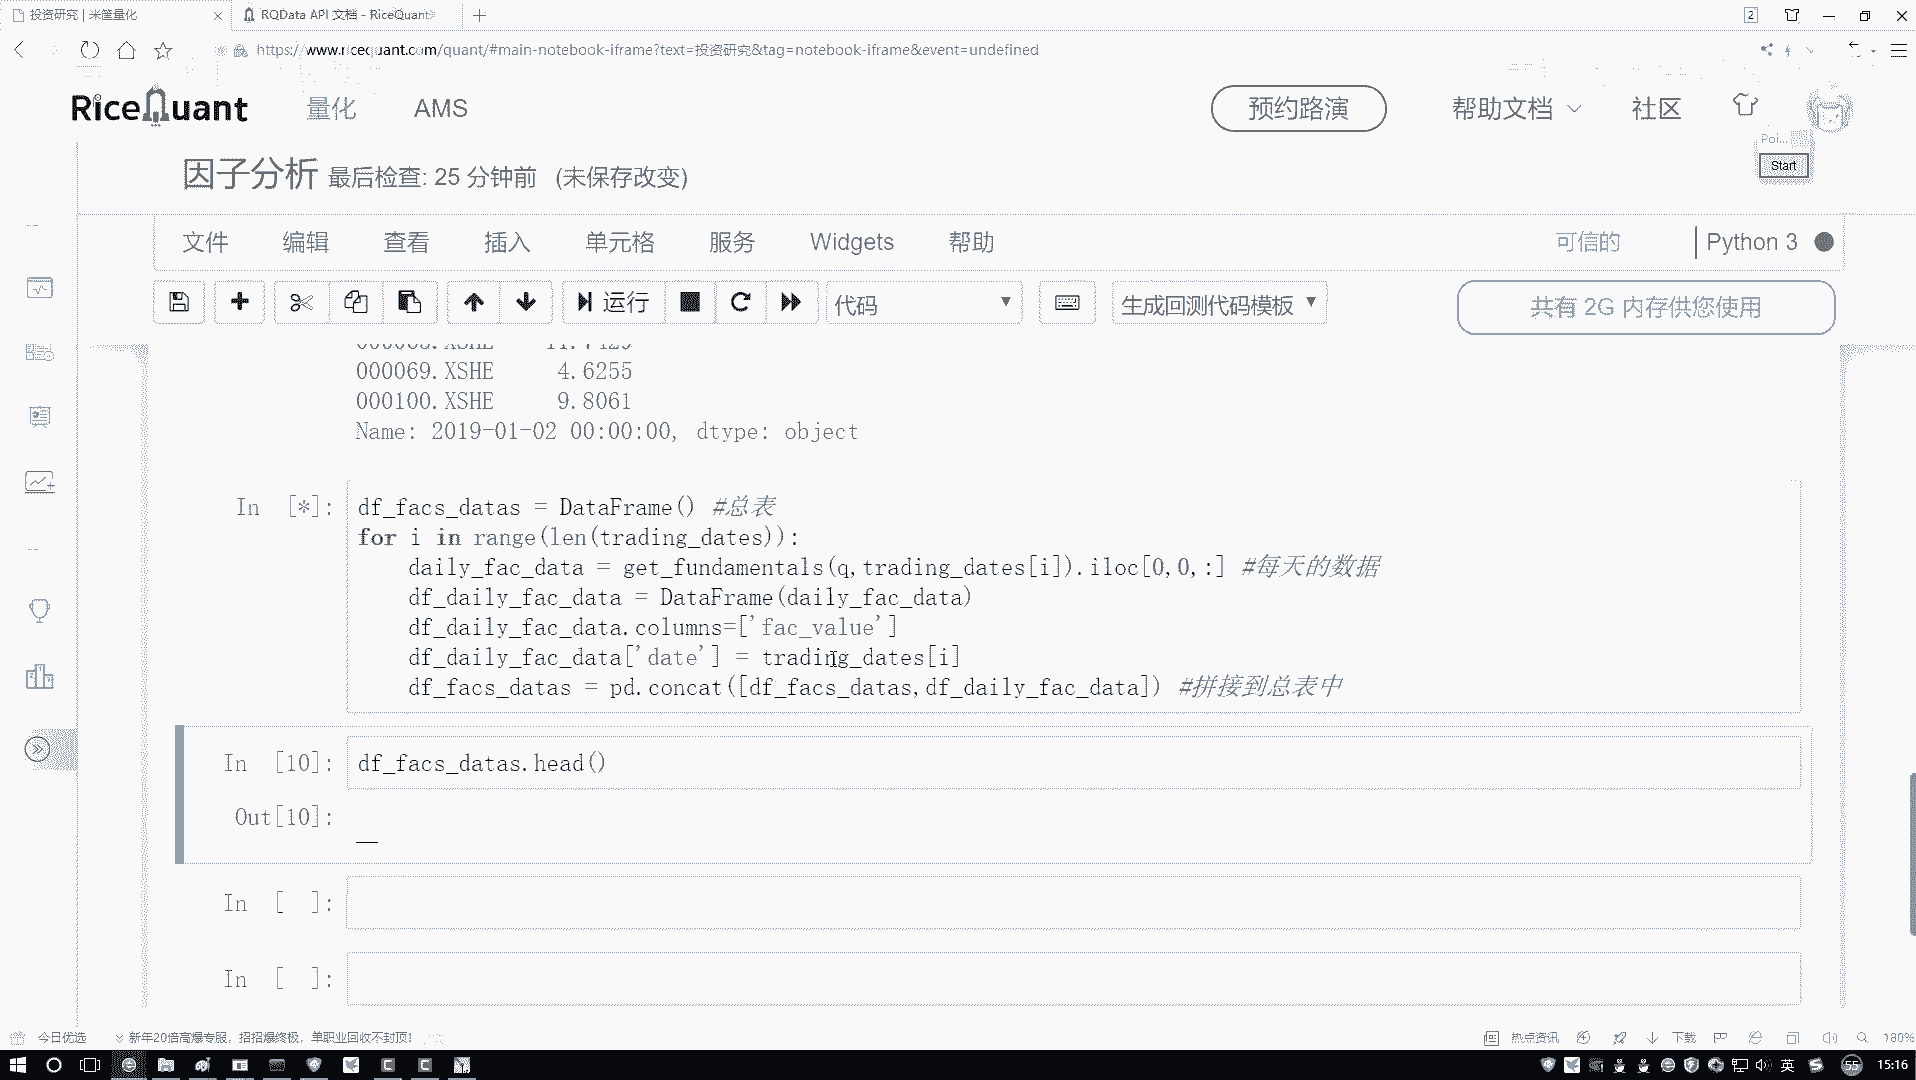 投资研究 | 米筐量化
RQData API 文档 - RiceQuant
2
https://www.ricequant.com/quant/#main-notebook-iframe?text=投资研究&tag=notebook-iframe&event=undefined
RiceQuant 量化 AMS 预约路演 帮助文档 社区
Poi...
Start
因子分析 最后检查: 25 分钟前 (未保存改变)
文件 编辑 查看 插入 单元格 服务 Widgets 帮助 可信的 Python 3
运行 代码 生成回测代码模板 共有 2G 内存供您使用
000069.XSHE 4.6255
000100.XSHE 9.8061
Name: 2019-01-02 00:00:00, dtype: object
In [*]: df_facs_datas = DataFrame() #总表
for i in range(len(trading_dates)):
daily_fac_data = get_fundamentals(q,trading_dates[i]).iloc[0,0,:] #每天的数据
df_daily_fac_data = DataFrame(daily_fac_data)
df_daily_fac_data.columns=['fac_value']
df_daily_fac_data['date'] = trading_dates[i]
df_facs_datas = pd.concat([df_facs_datas,df_daily_fac_data]) #拼接到总表中
In [10]: df_facs_datas.head()
Out[10]:
In [ ]:
In [ ]:
今日优选 新年20倍高爆专服，招招爆终极，单职业回收不封顶! 热点资讯 下载 180%
英 55 15:16